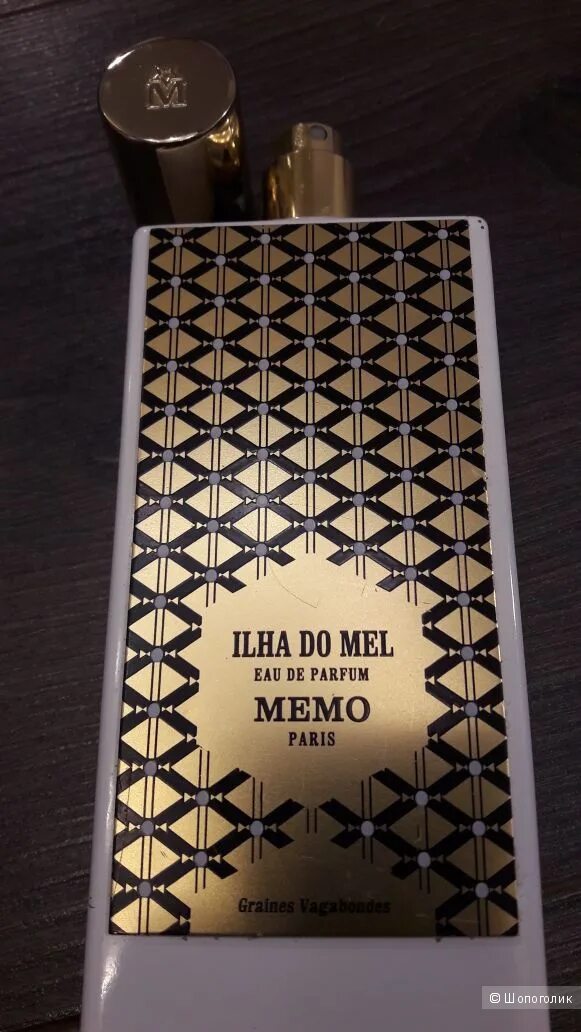 M
ILHA DO MEL
EAU DE PARFUM
MEMO
PARIS
Graines Vagabondes
© Шопоголик